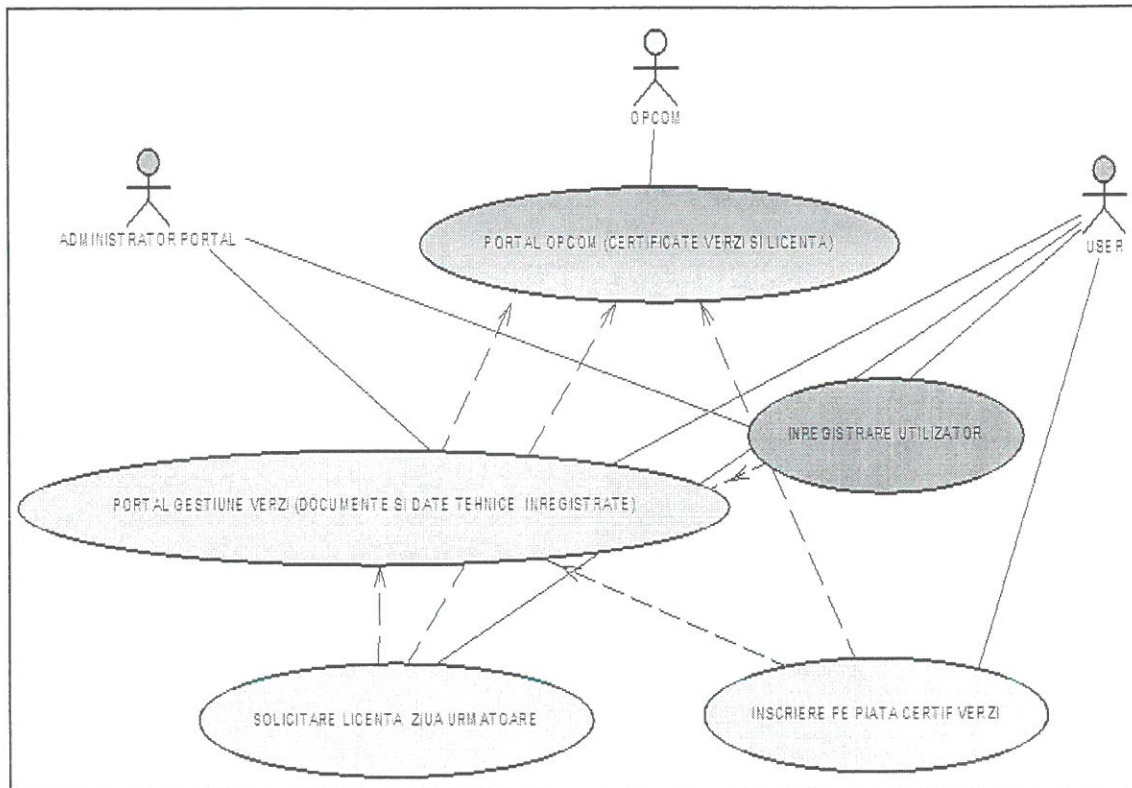 OPCOM
ADMINISTRATOR PORTAL
PORTAL OPCOM (CERTIFICATE VERZI SI LICENTA)
USER
INREGISTRARE UTILIZATOR
PORTAL GESTIUNE VERZI (DOCUMENTE SI DATE TEHNICE INREGISTRATE)
SOLICITARE LICENTA ZIUA URMATOARE
INSCRIERE PE PIATA CERTIF VERZI